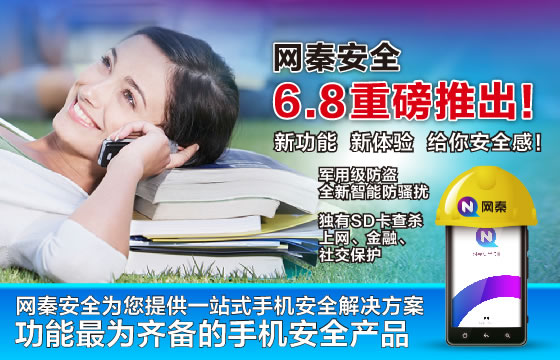 网秦安全
6.8重磅推出!
新功能 新体验 给你安全感!
军用级防盗
全新智能防骚扰
独有SD卡查杀
上网、金融、
社交保护
N 网秦
N
网秦安全为您提供一站式手机安全解决方案
功能最为齐备的手机安全产品